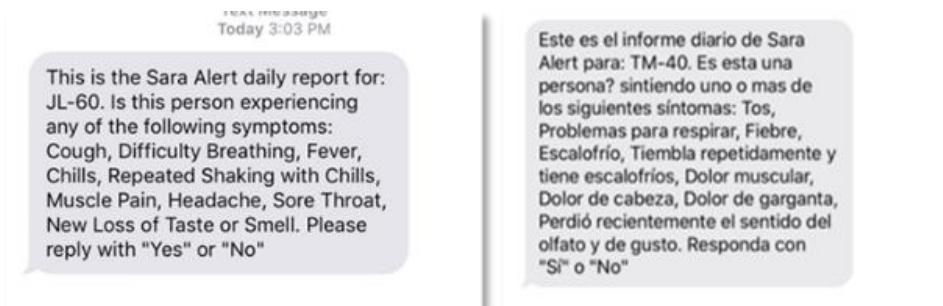 Text Message
Today 3:03 PM
This is the Sara Alert daily report for:
JL-60. Is this person experiencing
any of the following symptoms:
Cough, Difficulty Breathing, Fever,
Chills, Repeated Shaking with Chills,
Muscle Pain, Headache, Sore Throat,
New Loss of Taste or Smell. Please
reply with "Yes" or "No"
Este es el informe diario de Sara
Alert para: TM-40. Es esta una
persona? sintiendo uno o mas de
los siguientes síntomas: Tos,
Problemas para respirar, Fiebre,
Escalofrío, Tiembla repetidamente y
tiene escalofríos, Dolor muscular,
Dolor de cabeza, Dolor de garganta,
Perdió recientemente el sentido del
olfato y de gusto. Responda con
"Sí" o "No"